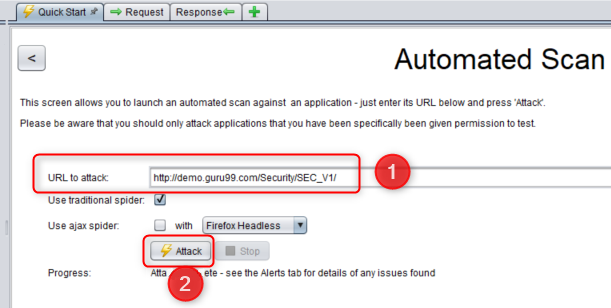 Quick Start Request Response
< Automated Scan
This screen allows you to launch an automated scan against an application - just enter its URL below and press 'Attack'.
Please be aware that you should only attack applications that you have been specifically been given permission to test.
URL to attack: http://demo.guru99.com/Security/SEC_V1/ 1
Use traditional spider:
Use ajax spider: with Firefox Headless
Attack Stop
Progress: - see the Alerts tab for details of any issues found
2